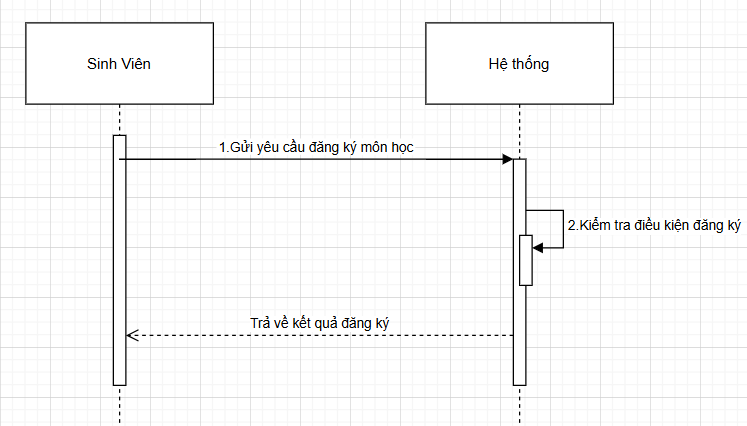 Sinh Viên
Hệ thống
1.Gửi yêu cầu đăng ký môn học
2.Kiểm tra điều kiện đăng ký
Trả về kết quả đăng ký